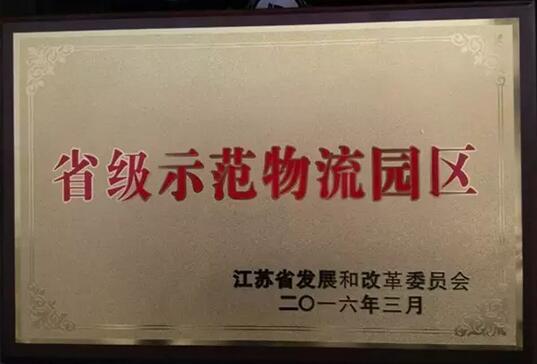 省级示范物流园区
江苏省发展和改革委员会
二〇一六年三月